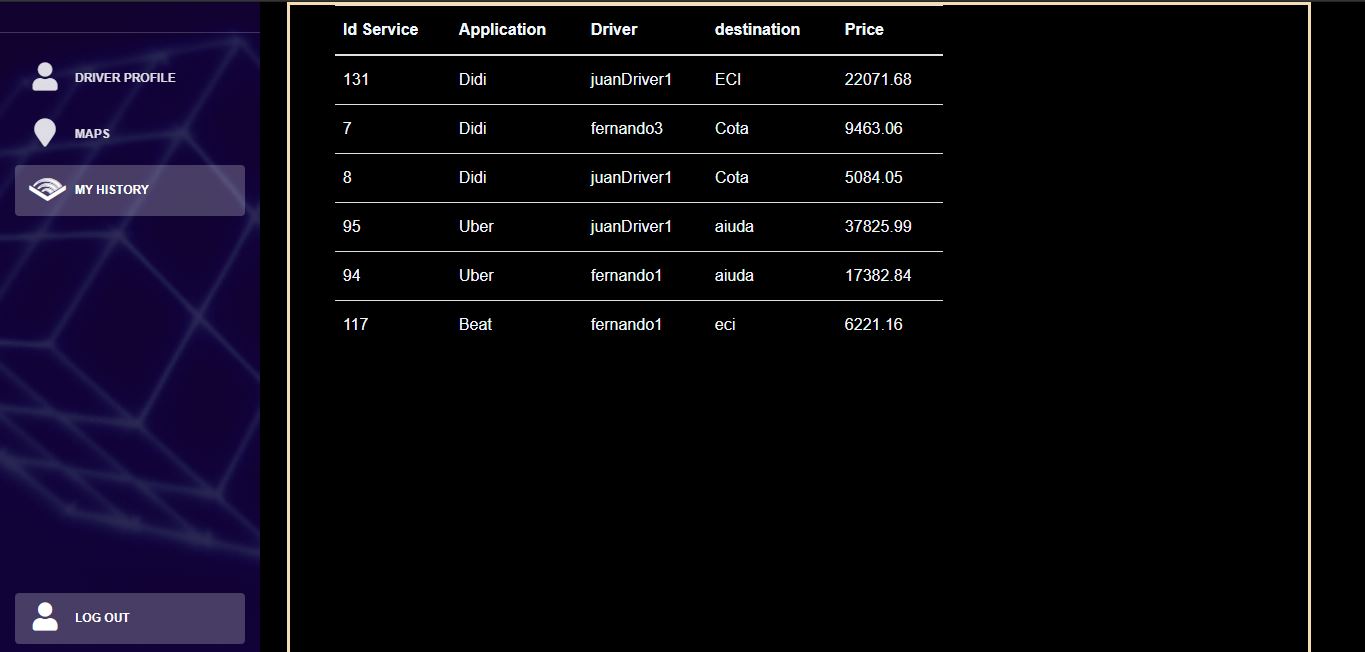 DRIVER PROFILE
MAPS
MY HISTORY
LOG OUT
Id Service Application Driver destination Price
131 Didi juanDriver1 ECI 22071.68
7 Didi fernando3 Cota 9463.06
8 Didi juanDriver1 Cota 5084.05
95 Uber juanDriver1 aiuda 37825.99
94 Uber fernando1 aiuda 17382.84
117 Beat fernando1 eci 6221.16